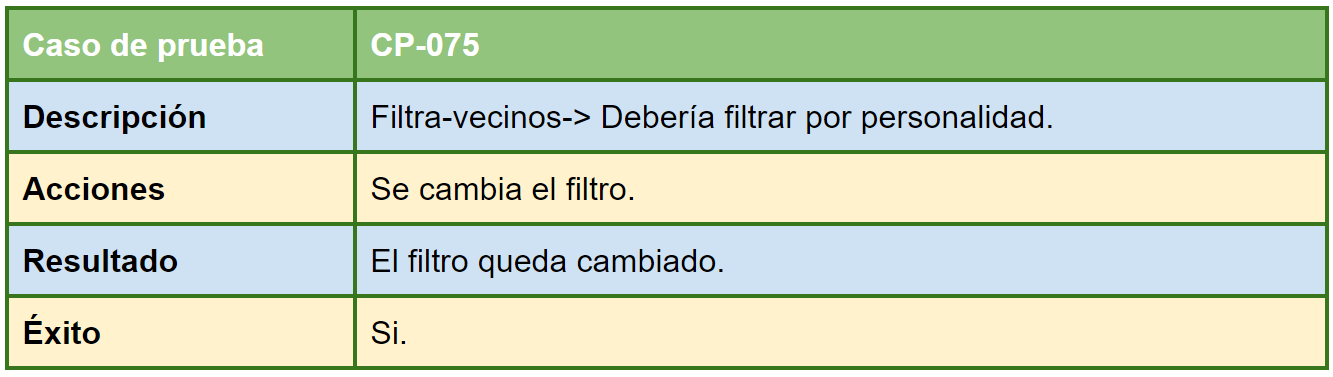 Caso de prueba CP-075
Descripción Filtra-vecinos-> Debería filtrar por personalidad.
Acciones Se cambia el filtro.
Resultado El filtro queda cambiado.
Éxito Si.